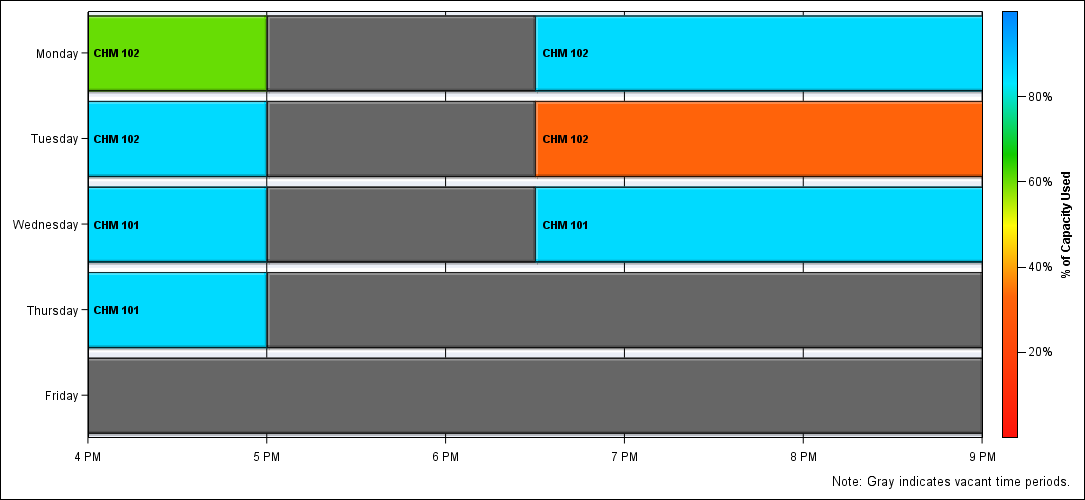 Monday
CHM 102
CHM 102
Tuesday
CHM 102
CHM 102
Wednesday
CHM 101
CHM 101
Thursday
CHM 101
Friday
4 PM
5 PM
6 PM
7 PM
8 PM
9 PM
80%
60%
40%
20%
% of Capacity Used
Note: Gray indicates vacant time periods.